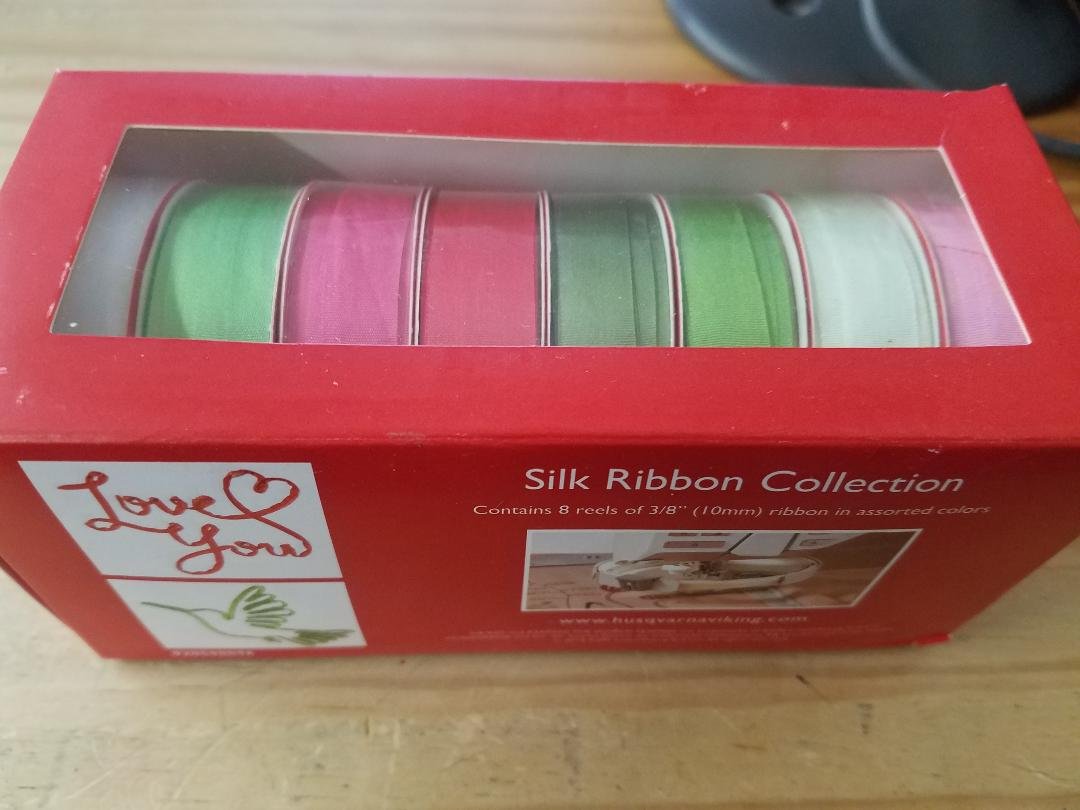 Love
You
Silk Ribbon Collection
Contains 8 reels of 3/8" (10mm) ribbon in assorted colors
www.husqvarnaviking.com